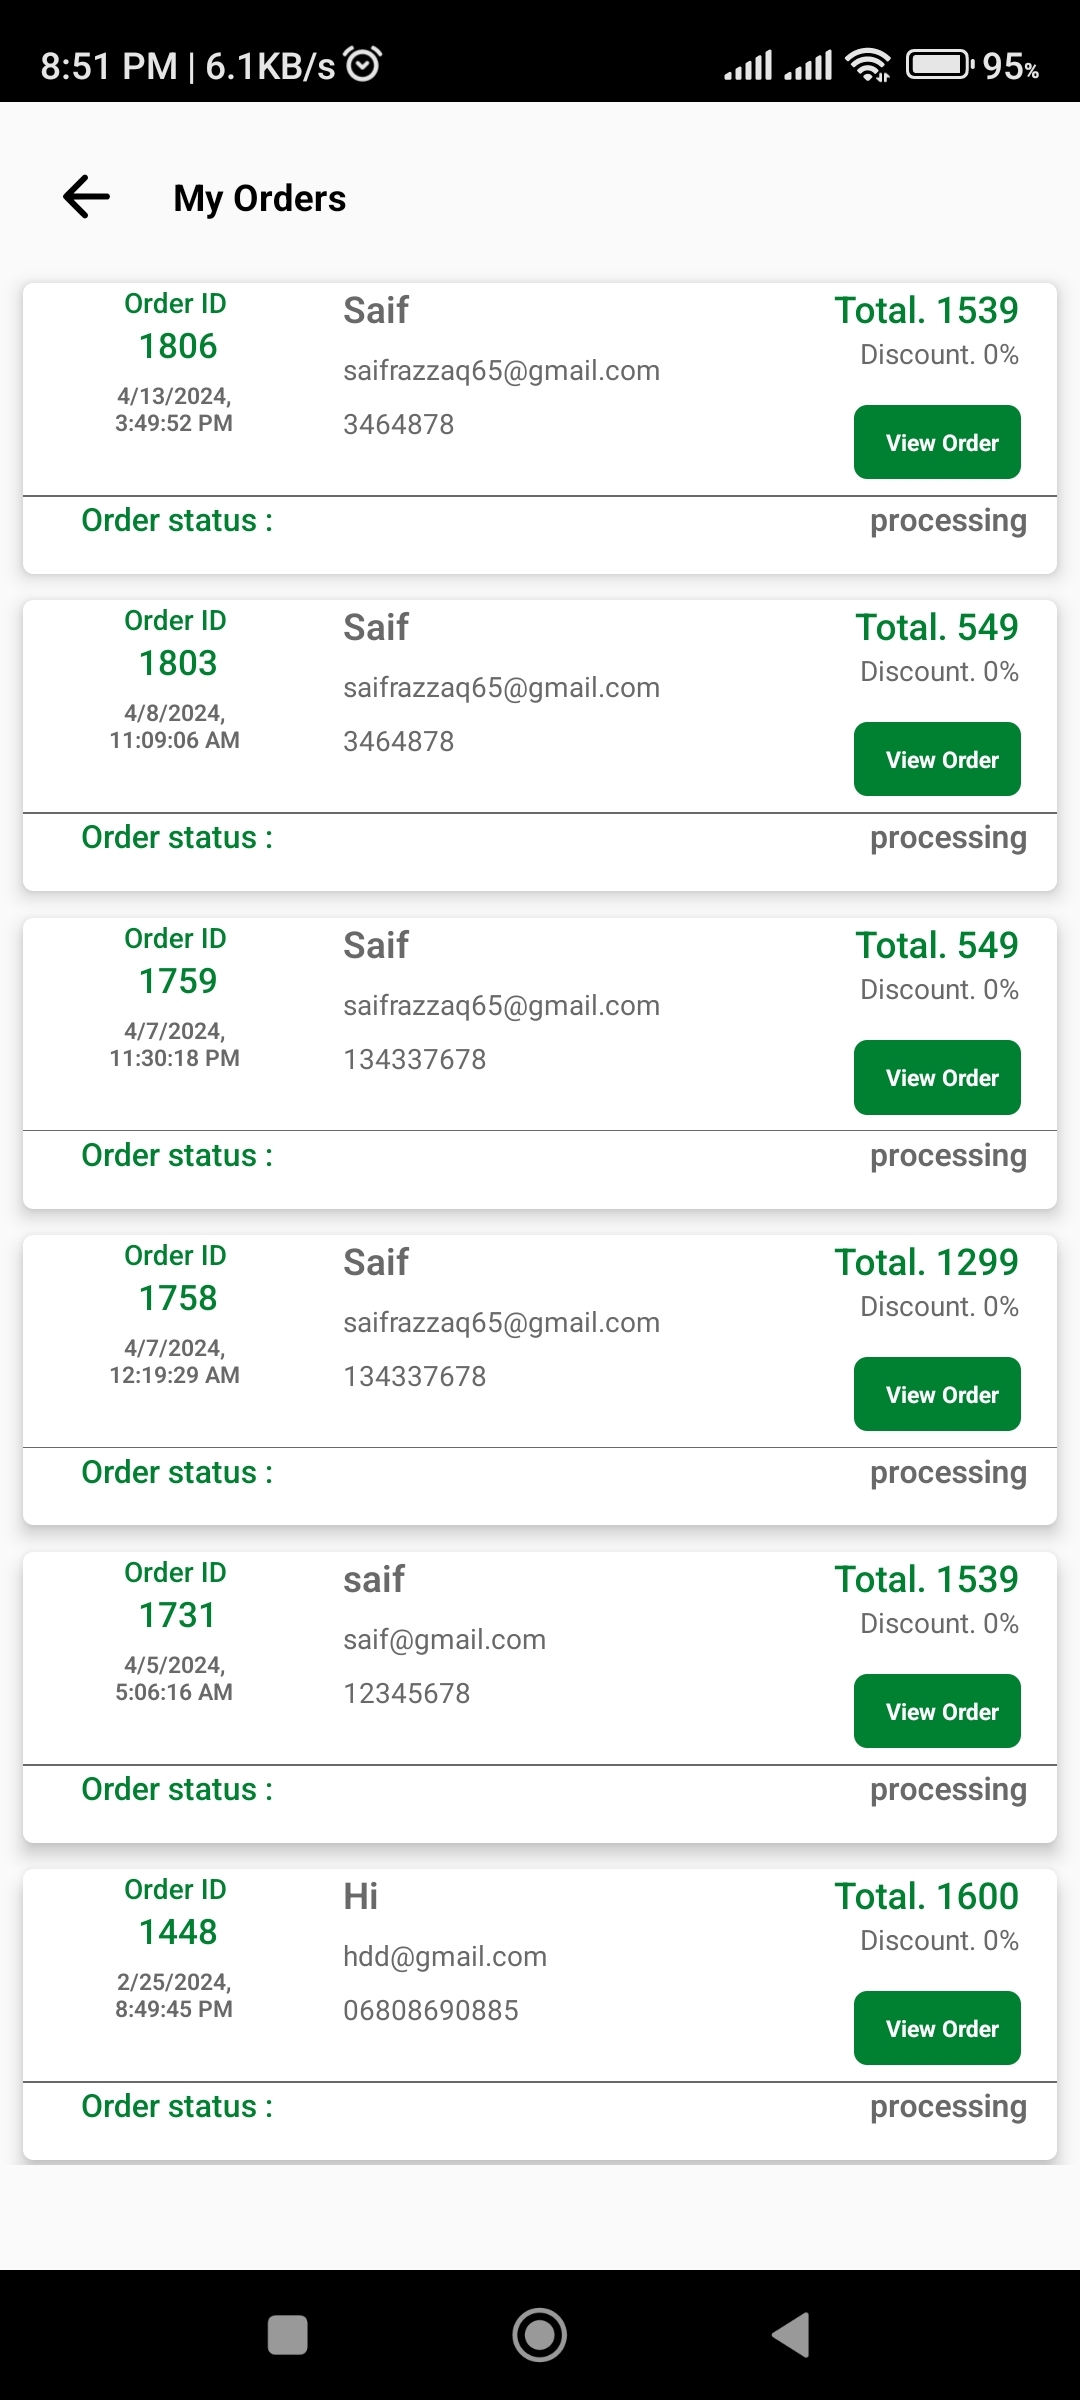 8:51 PM | 6.1KB/s 95%
My Orders
Order ID
1806
4/13/2024,
3:49:52 PM
Saif
saifrazzaq65@gmail.com
3464878
Total. 1539
Discount. 0%
View Order
Order status : processing
Order ID
1803
4/8/2024,
11:09:06 AM
Saif
saifrazzaq65@gmail.com
3464878
Total. 549
Discount. 0%
View Order
Order status : processing
Order ID
1759
4/7/2024,
11:30:18 PM
Saif
saifrazzaq65@gmail.com
134337678
Total. 549
Discount. 0%
View Order
Order status : processing
Order ID
1758
4/7/2024,
12:19:29 AM
Saif
saifrazzaq65@gmail.com
134337678
Total. 1299
Discount. 0%
View Order
Order status : processing
Order ID
1731
4/5/2024,
5:06:16 AM
saif
saif@gmail.com
12345678
Total. 1539
Discount. 0%
View Order
Order status : processing
Order ID
1448
2/25/2024,
8:49:45 PM
Hi
hdd@gmail.com
06808690885
Total. 1600
Discount. 0%
View Order
Order status : processing